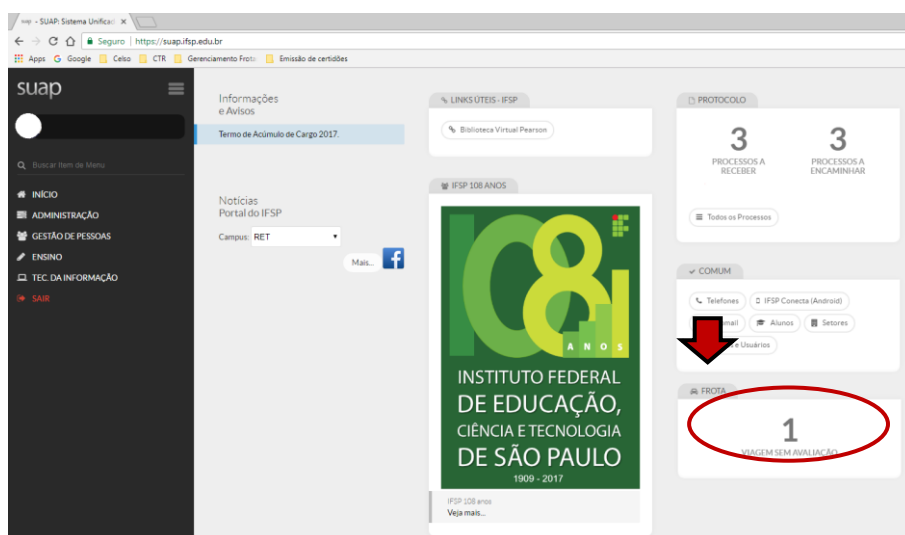 suap - SUAP: Sistema Unificad
Seguro | https://suap.ifsp.edu.br
Apps Google Celso CTR Gerenciamento Frota Emissão de certidões
suap
Buscar Item de Menu
INÍCIO
ADMINISTRAÇÃO
GESTÃO DE PESSOAS
ENSINO
TEC. DA INFORMAÇÃO
SAIR
Informações
e Avisos
Termo de Acúmulo de Cargo 2017.
Notícias
Portal do IFSP
Campus: RET
Mais...
LINKS ÚTEIS - IFSP
Biblioteca Virtual Pearson
IFSP 108 ANOS
108
ANOS
INSTITUTO FEDERAL
DE EDUCAÇÃO,
CIÊNCIA E TECNOLOGIA
DE SÃO PAULO
1909 - 2017
IFSP 108 anos
Veja mais...
PROTOCOLO
3
PROCESSOS A
RECEBER
3
PROCESSOS A
ENCAMINHAR
Todos os Processos
COMUM
Telefones IFSP Conecta (Android)
Alunos Setores
e Usuários
FROTA
1
VIAGEM SEM AVALIAÇÃO